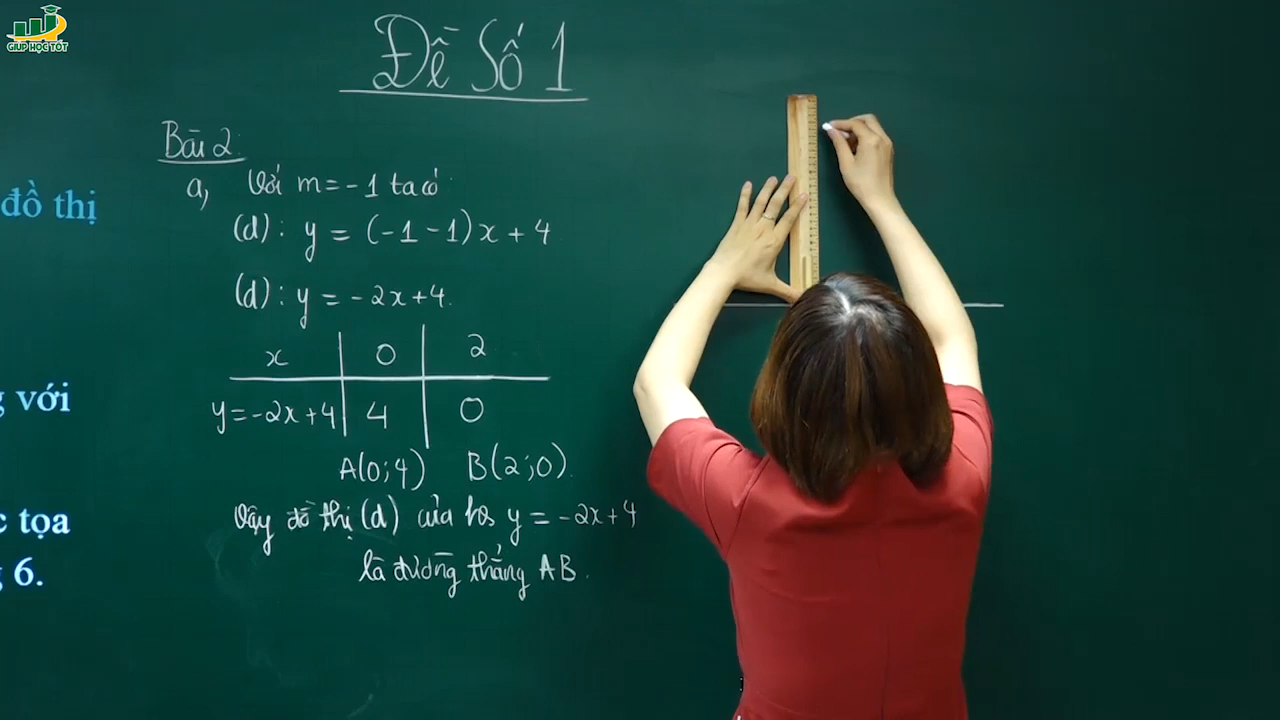 GIÚP HỌC TỐT
Đề Số 1
Bài 2:
a, Với m = -1 ta có
(d): y = (-1-1)x + 4
(d): y = -2x+4.
x | 0 | 2
y=-2x+4 | 4 | 0
A(0;4) B(2;0).
Vậy đồ thị (d) của hs y = -2x+4
là đường thẳng AB.
đồ thị
với
tọa
6.